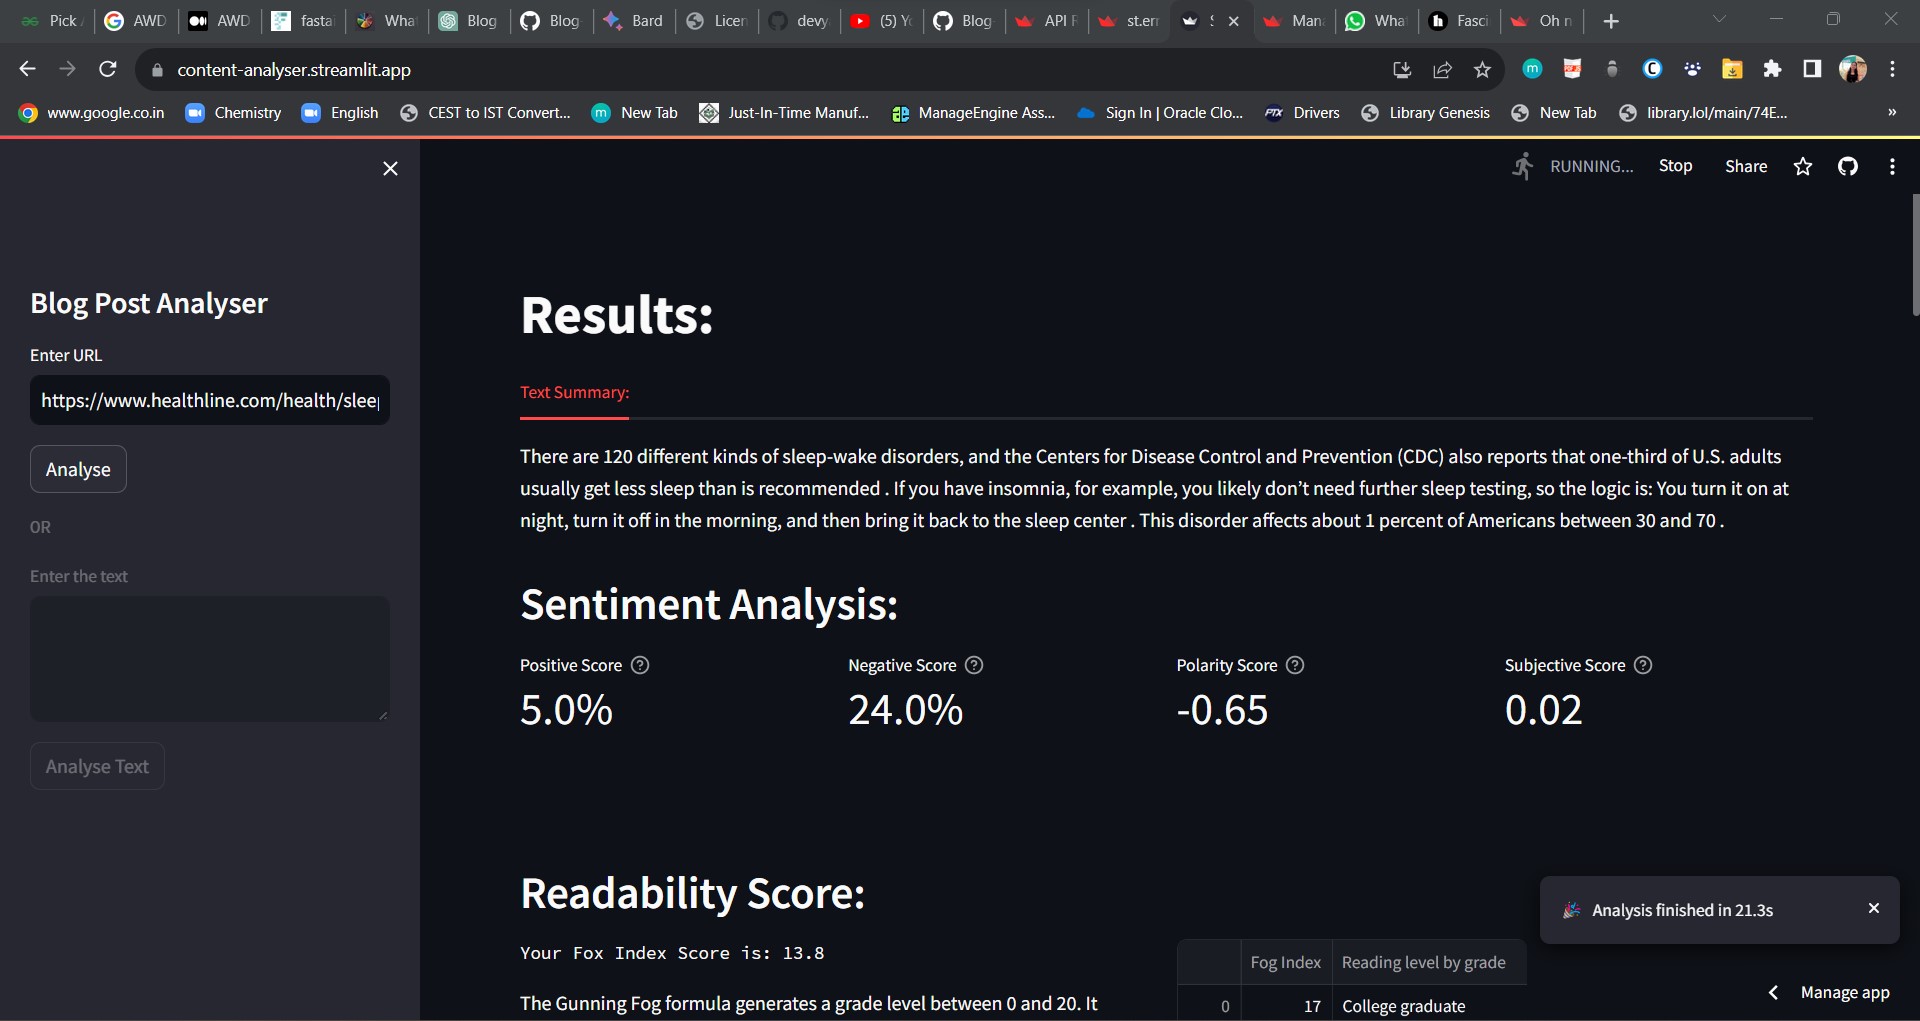 Pick
AWD
AWD
fasta
Wha
Blog
Blog
Bard
Licen
devy
(5) Y
Blog
API R
st.err
S
Mana
Wha
Fasci
Oh n
content-analyser.streamlit.app
www.google.co.in
Chemistry
English
CEST to IST Convert...
New Tab
Just-In-Time Manuf...
ManageEngine Ass...
Sign In | Oracle Clo...
PTX Drivers
Library Genesis
New Tab
library.lol/main/74E...
»
RUNNING...
Stop
Share
Blog Post Analyser
Enter URL
https://www.healthline.com/health/slee
Analyse
OR
Enter the text
Analyse Text
Results:
Text Summary:
There are 120 different kinds of sleep-wake disorders, and the Centers for Disease Control and Prevention (CDC) also reports that one-third of U.S. adults
usually get less sleep than is recommended . If you have insomnia, for example, you likely don’t need further sleep testing, so the logic is: You turn it on at
night, turn it off in the morning, and then bring it back to the sleep center . This disorder affects about 1 percent of Americans between 30 and 70 .
Sentiment Analysis:
Positive Score
5.0%
Negative Score
24.0%
Polarity Score
-0.65
Subjective Score
0.02
Readability Score:
Your Fox Index Score is: 13.8
The Gunning Fog formula generates a grade level between 0 and 20. It
Fog Index Reading level by grade
0 17 College graduate
Analysis finished in 21.3s
Manage app